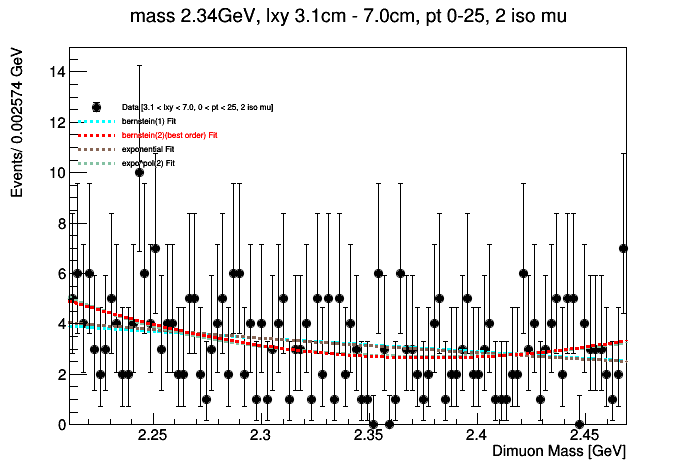 mass 2.34GeV, lxy 3.1cm - 7.0cm, pt 0-25, 2 iso mu
Events/ 0.002574 GeV
14
12
10
8
6
4
2
0
Data [3.1 < lxy < 7.0, 0 < pt < 25, 2 iso mu]
bernstein(1) Fit
bernstein(2)(best order) Fit
exponential Fit
expo*pol(2) Fit
2.25
2.3
2.35
2.4
2.45
Dimuon Mass [GeV]